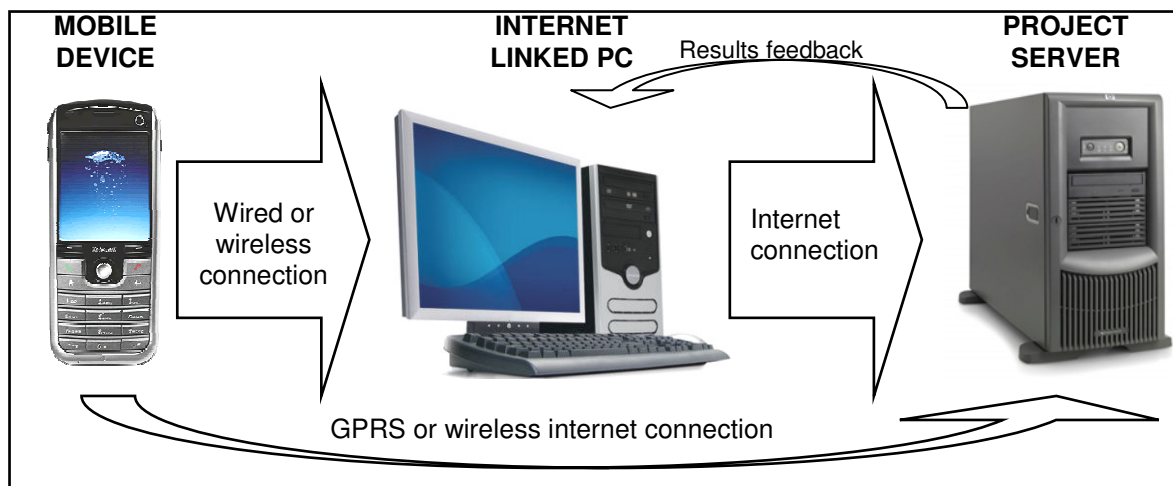 MOBILE
DEVICE
INTERNET
LINKED PC
PROJECT
SERVER
Results feedback
Wired or
wireless
connection
Internet
connection
GPRS or wireless internet connection